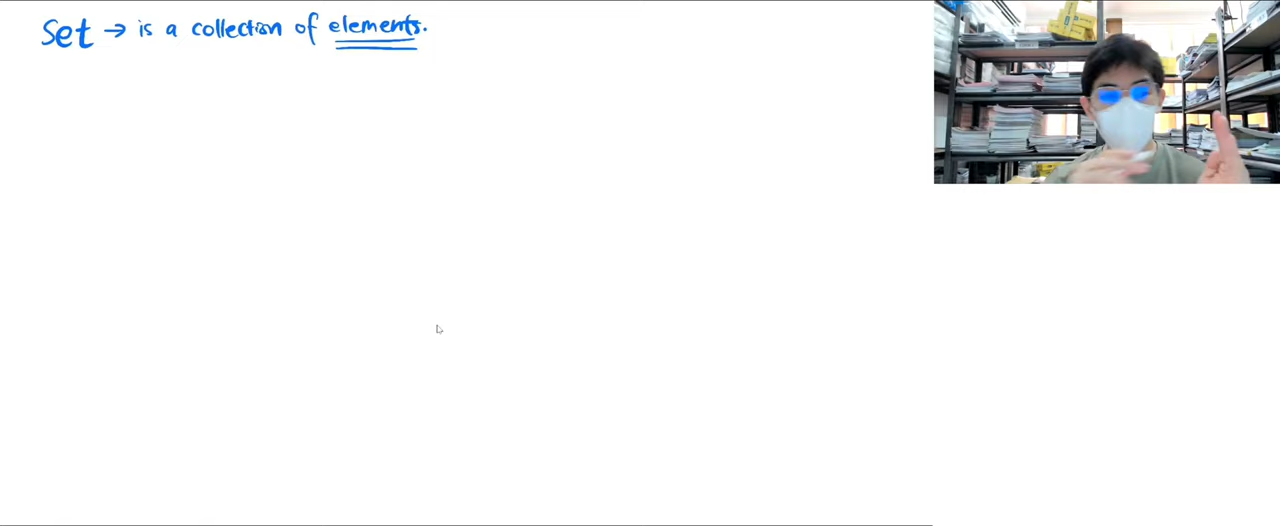 Set → is a collection of elements.